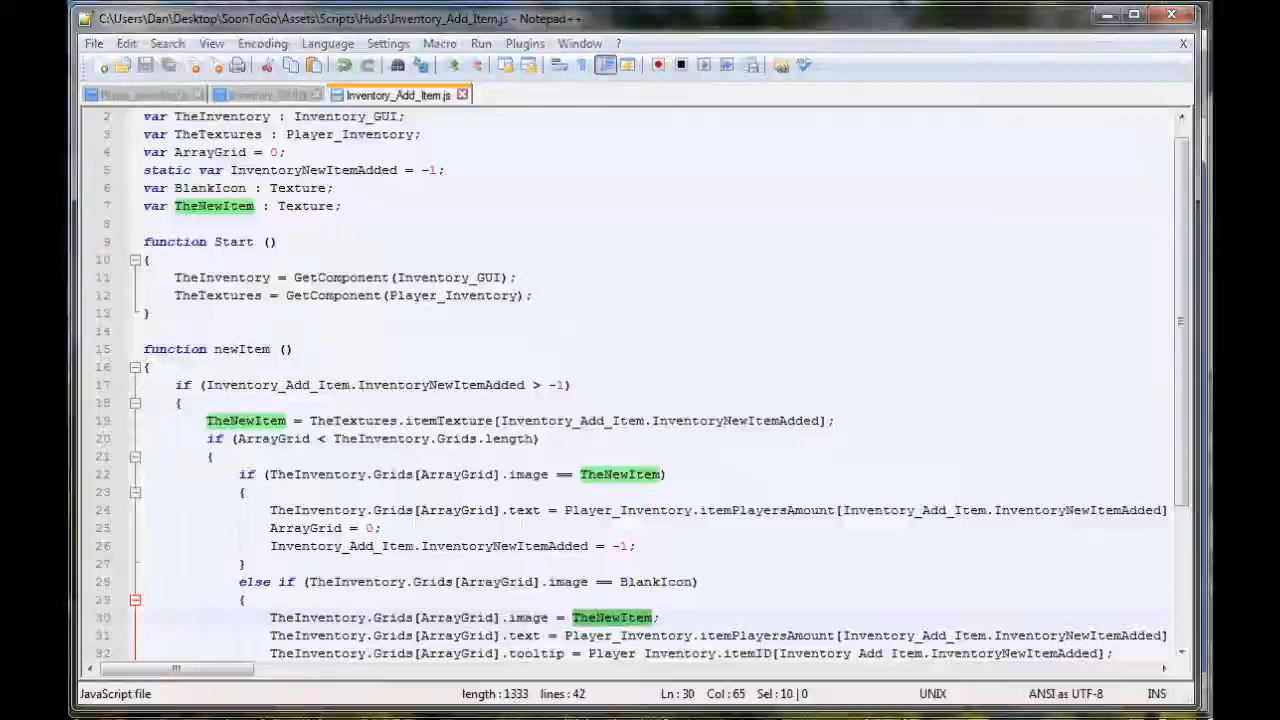 C:\Users\Dan\Desktop\SoonToGo\Assets\Scripts\Huds\Inventory_Add_Item.js - Notepad++
File Edit Search View Encoding Language Settings Macro Run Plugins Window ? X
Inventory_Add_Item.js
2 var TheInventory : Inventory_GUI;
3 var TheTextures : Player_Inventory;
4 var ArrayGrid = 0;
5 static var InventoryNewItemAdded = -1;
6 var BlankIcon : Texture;
7 var TheNewItem : Texture;
8
9 function Start ()
10 {
11 TheInventory = GetComponent(Inventory_GUI);
12 TheTextures = GetComponent(Player_Inventory);
13 }
14
15 function newItem ()
16 {
17 if (Inventory_Add_Item.InventoryNewItemAdded > -1)
18 {
19 TheNewItem = TheTextures.itemTexture[Inventory_Add_Item.InventoryNewItemAdded];
20 if (ArrayGrid < TheInventory.Grids.length)
21 {
22 if (TheInventory.Grids[ArrayGrid].image == TheNewItem)
23 {
24 TheInventory.Grids[ArrayGrid].text = Player_Inventory.itemPlayersAmount[Inventory_Add_Item.InventoryNewItemAdded]
25 ArrayGrid = 0;
26 Inventory_Add_Item.InventoryNewItemAdded = -1;
27 }
28 else if (TheInventory.Grids[ArrayGrid].image == BlankIcon)
29 {
30 TheInventory.Grids[ArrayGrid].image = TheNewItem;
31 TheInventory.Grids[ArrayGrid].text = Player_Inventory.itemPlayersAmount[Inventory_Add_Item.InventoryNewItemAdded]
32 TheInventory.Grids[ArrayGrid].tooltip = Player_Inventory.itemID[Inventory_Add_Item.InventoryNewItemAdded];
JavaScript file length : 1333 lines : 42 Ln : 30 Col : 65 Sel : 10 | 0 UNIX ANSI as UTF-8 INS